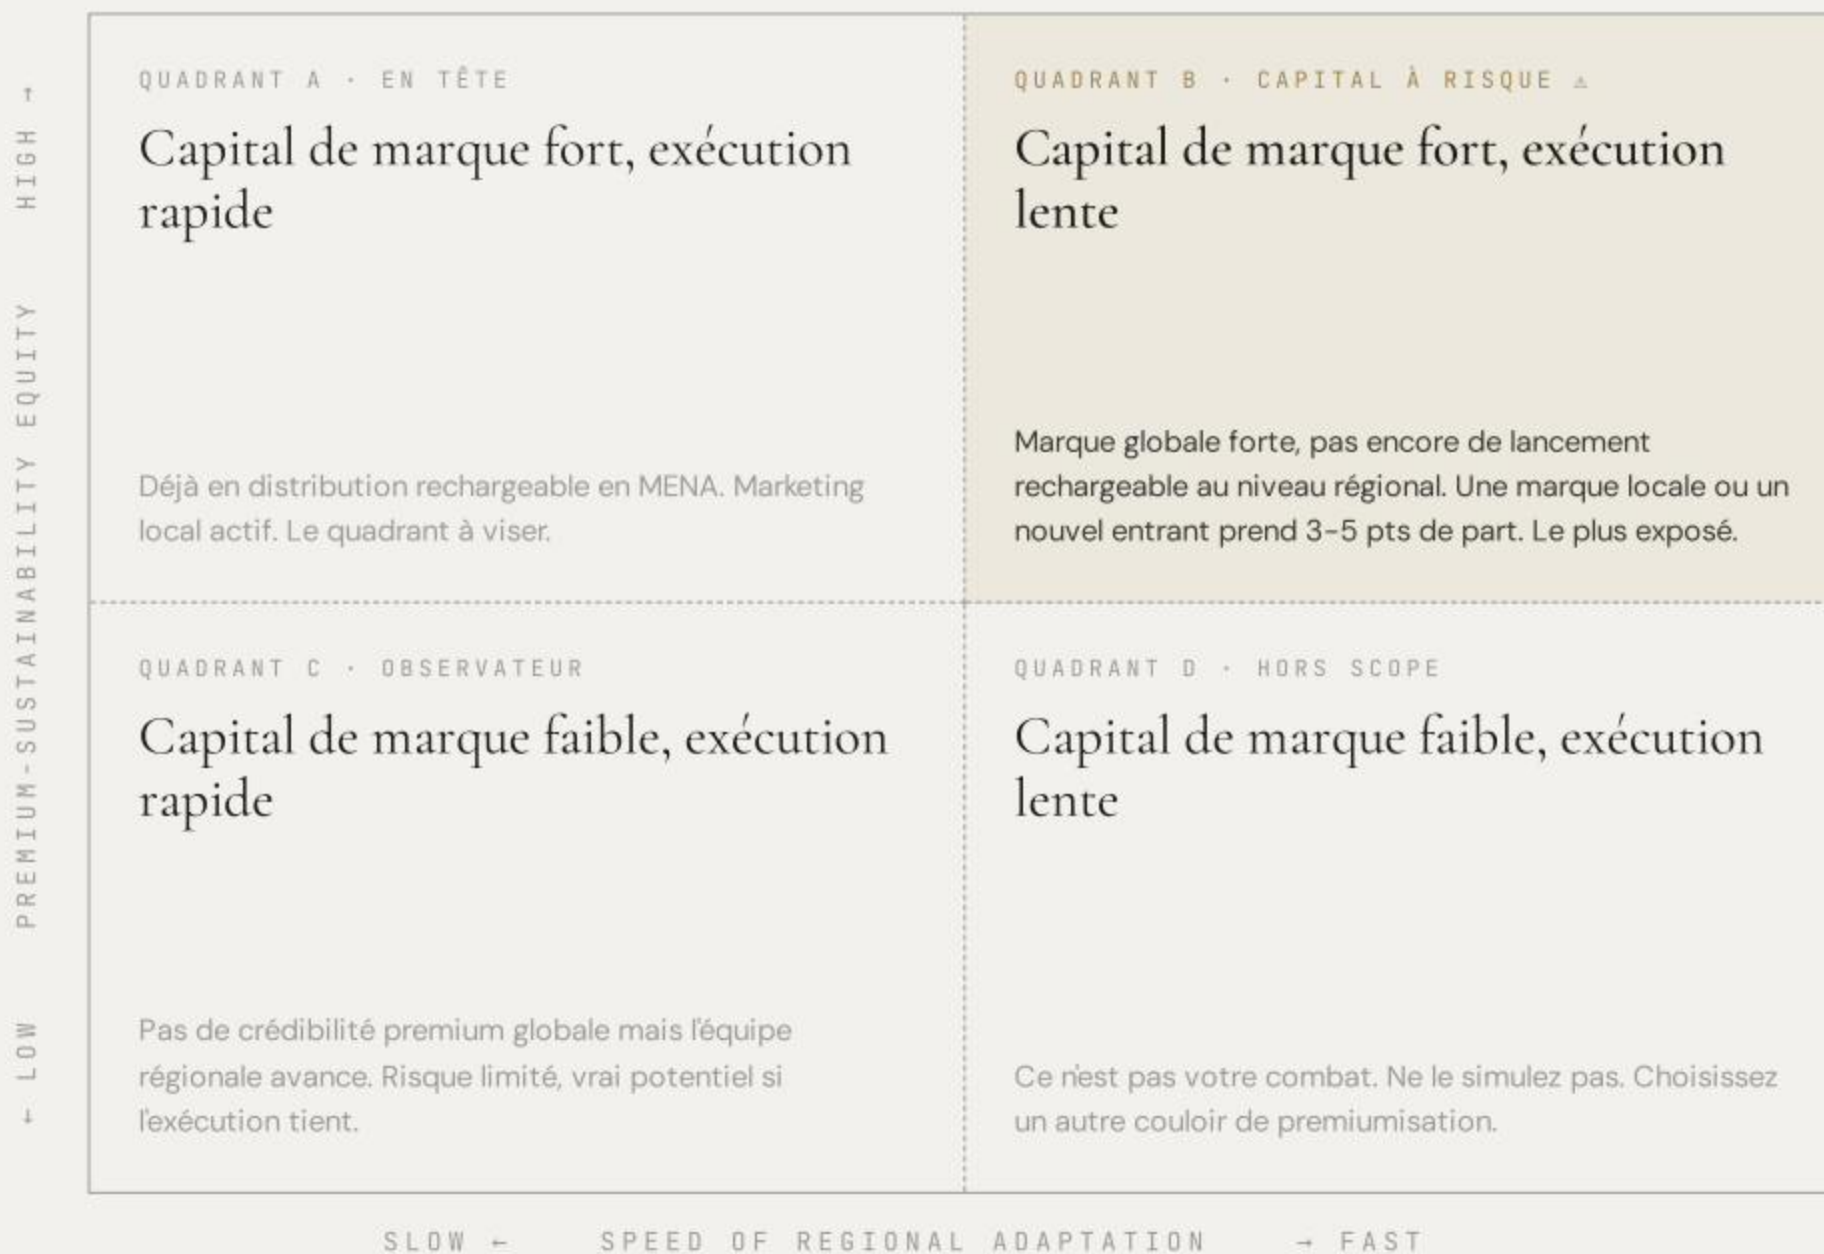 QUADRANT A · EN TÊTE
Capital de marque fort, exécution
rapide
Déjà en distribution rechargeable en MENA. Marketing
local actif. Le quadrant à viser.
QUADRANT B · CAPITAL À RISQUE ⚠
Capital de marque fort, exécution
lente
Marque globale forte, pas encore de lancement
rechargeable au niveau régional. Une marque locale ou un
nouvel entrant prend 3–5 pts de part. Le plus exposé.
QUADRANT C · OBSERVATEUR
Capital de marque faible, exécution
rapide
Pas de crédibilité premium globale mais l'équipe
régionale avance. Risque limité, vrai potentiel si
l'exécution tient.
QUADRANT D · HORS SCOPE
Capital de marque faible, exécution
lente
Ce n'est pas votre combat. Ne le simulez pas. Choisissez
un autre couloir de premiumisation.
← LOW PREMIUM-SUSTAINABILITY EQUITY HIGH →
SLOW ← SPEED OF REGIONAL ADAPTATION → FAST